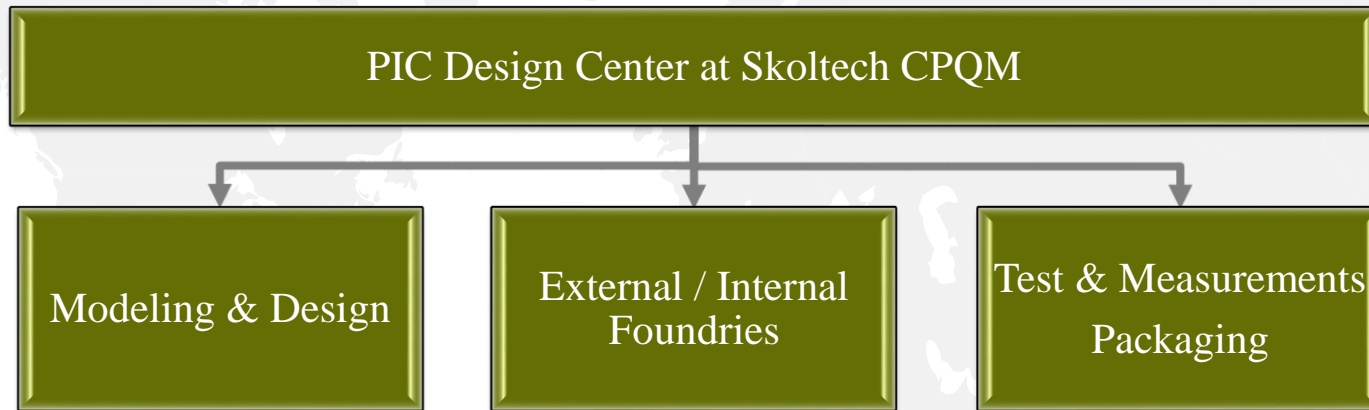 PIC Design Center at Skoltech CPQM
Modeling & Design
External / Internal
Foundries
Test & Measurements
Packaging